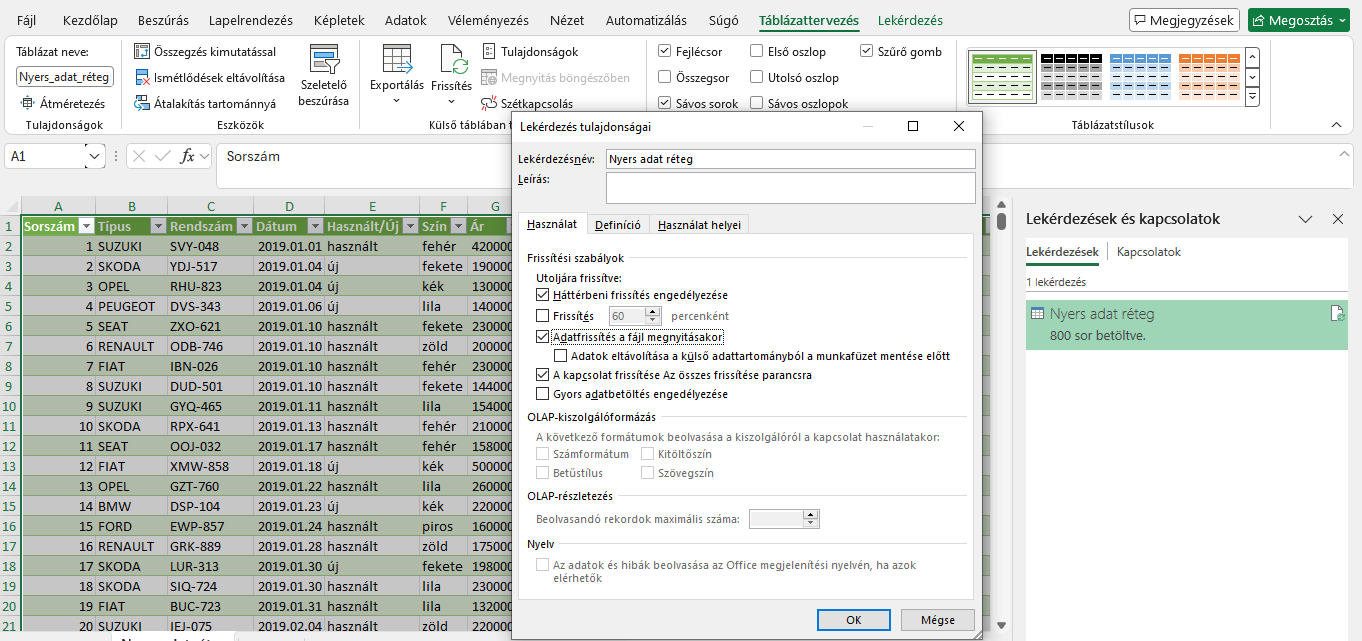 Fájl Kezdőlap Beszúrás Lapelrendezés Képletek Adatok Véleményezés Nézet Automatizálás Súgó Táblázattervezés Lekérdezés Megjegyzések Megosztás
Táblázat neve:
Nyers_adat_réteg
Átméretezés
Tulajdonságok
Összegzés kimutatással
Ismétlődések eltávolítása
Átalakítás tartománnyá
Szeletelő
beszúrása
Eszközök
Exportálás
Frissítés
Tulajdonságok
Megnyitás böngészőben
Szétkapcsolás
Külső táblában t
Fejlécsor
Összegsor
Sávos sorok
Első oszlop
Utolsó oszlop
Sávos oszlopok
Szűrő gomb
Táblázatstílusok
A1
fx
Sorszám
A B C D E F G
1 Sorszám Típus Rendszám Dátum Használt/Új Szín Ár
2 1 SUZUKI SVY-048 2019.01.01 használt fehér 420000
3 2 SKODA YDJ-517 2019.01.04 új fekete 190000
4 3 OPEL RHU-823 2019.01.04 új kék 130000
5 4 PEUGEOT DVS-343 2019.01.06 új lila 140000
6 5 SEAT ZXO-621 2019.01.10 használt fekete 230000
7 6 RENAULT ODB-746 2019.01.10 használt zöld 200000
8 7 FIAT IBN-026 2019.01.10 használt fehér 230000
9 8 SUZUKI DUD-501 2019.01.10 használt fekete 144000
10 9 SUZUKI GYQ-465 2019.01.11 használt lila 154000
11 10 SKODA RPX-641 2019.01.13 használt fehér 210000
12 11 SEAT OOJ-032 2019.01.17 használt fehér 158000
13 12 FIAT XMW-858 2019.01.18 új kék 500000
14 13 OPEL GZT-760 2019.01.22 használt lila 260000
15 14 BMW DSP-104 2019.01.23 új kék 220000
16 15 FORD EWP-857 2019.01.24 használt piros 160000
17 16 RENAULT GRK-889 2019.01.28 használt zöld 175000
18 17 SKODA LUR-313 2019.01.30 új fekete 198000
19 18 SKODA SIQ-724 2019.01.30 használt lila 230000
20 19 FIAT BUC-723 2019.01.31 használt lila 132000
21 20 SUZUKI IEJ-075 2019.02.04 használt zöld 220000
Lekérdezés tulajdonságai
Lekérdezésnév: Nyers adat réteg
Leírás:
Használat Definíció Használat helyei
Frissítési szabályok
Utoljára frissítve:
Háttérbeni frissítés engedélyezése
Frissítés 60 percenként
Adatfrissítés a fájl megnyitásakor
Adatok eltávolítása a külső adattartományból a munkafüzet mentése előtt
A kapcsolat frissítése Az összes frissítése parancsra
Gyors adatbetöltés engedélyezése
OLAP-kiszolgálóformázás
A következő formátumok beolvasása a kiszolgálóról a kapcsolat használatakor:
Számformátum Kitöltőszín
Betűstílus Szövegszín
OLAP-részletezés
Beolvasandó rekordok maximális száma:
Nyelv
Az adatok és hibák beolvasása az Office megjelenítési nyelvén, ha azok
elérhetők
OK Mégse
Lekérdezések és kapcsolatok
Lekérdezések Kapcsolatok
1 lekérdezés
Nyers adat réteg
800 sor betöltve.